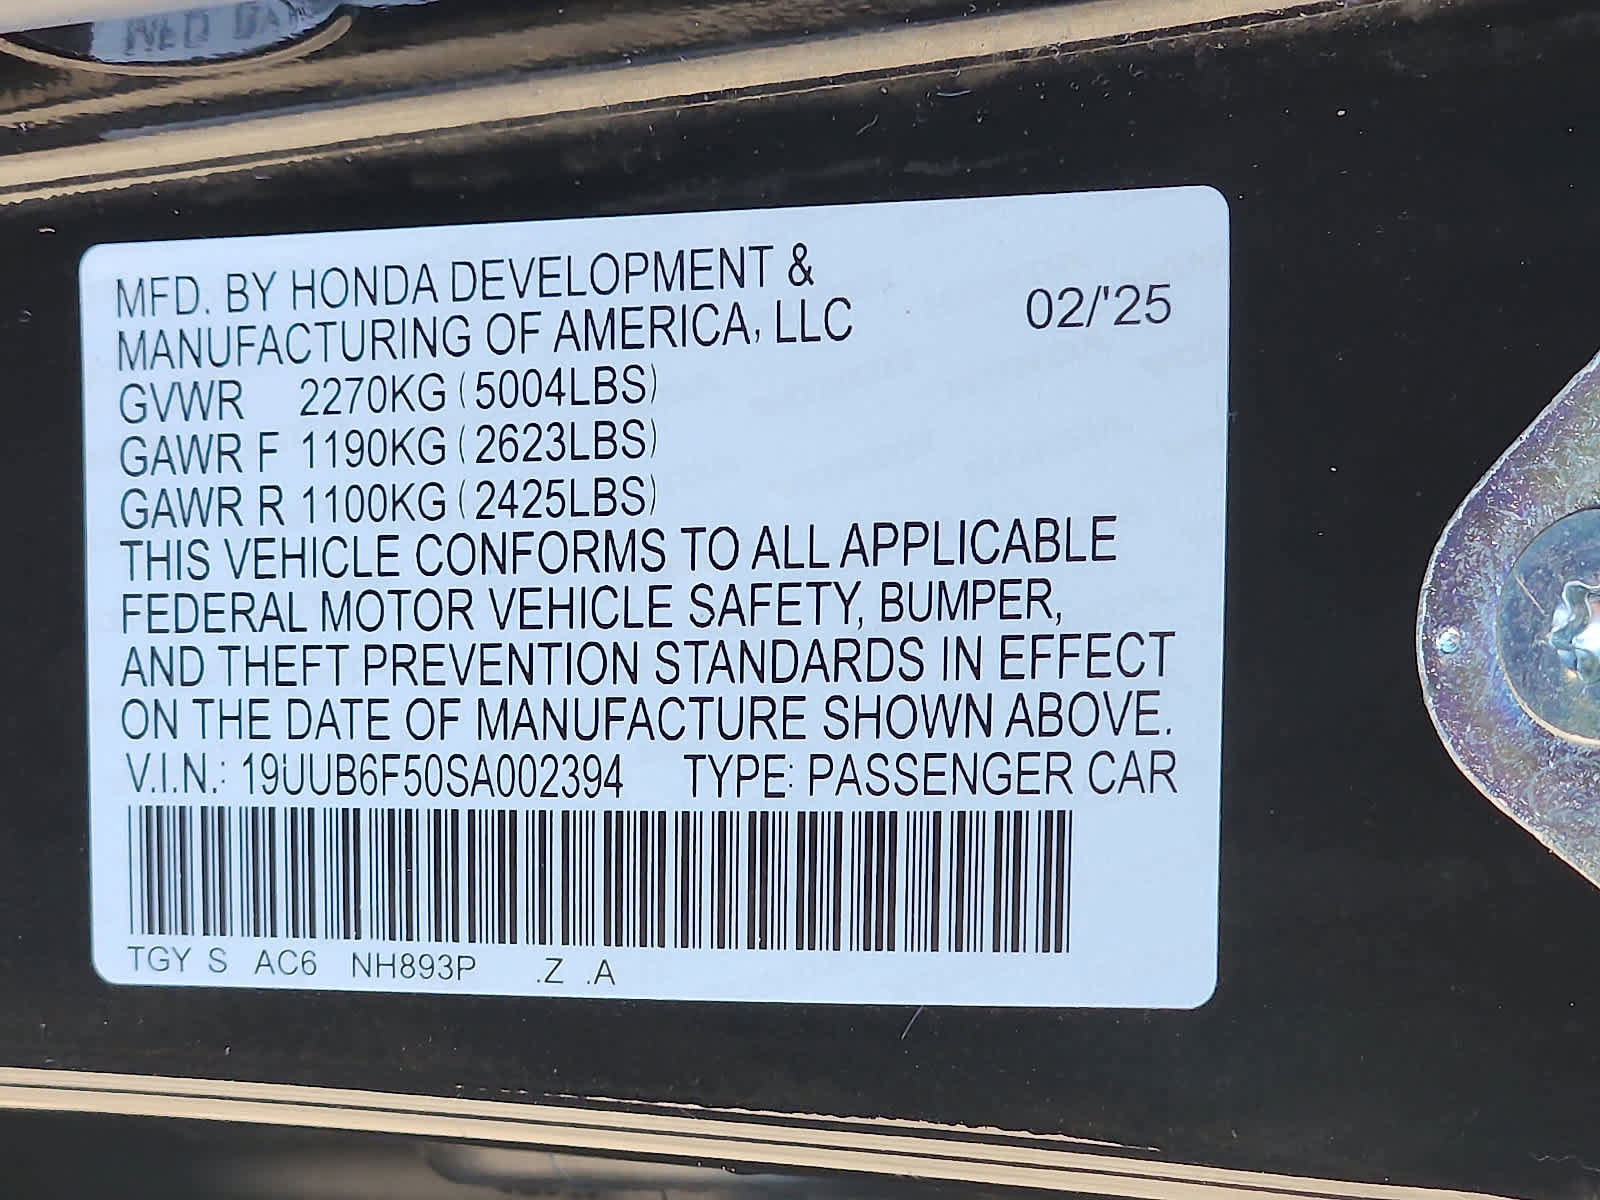 MFD. BY HONDA DEVELOPMENT &
MANUFACTURING OF AMERICA, LLC
02/'25
GVWR 2270KG (5004LBS)
GAWR F 1190KG (2623LBS)
GAWR R 1100KG (2425LBS)
THIS VEHICLE CONFORMS TO ALL APPLICABLE
FEDERAL MOTOR VEHICLE SAFETY, BUMPER,
AND THEFT PREVENTION STANDARDS IN EFFECT
ON THE DATE OF MANUFACTURE SHOWN ABOVE.
V.I.N.: 19UUB6F50SA002394 TYPE: PASSENGER CAR
TGY S AC6 NH893P .Z .A